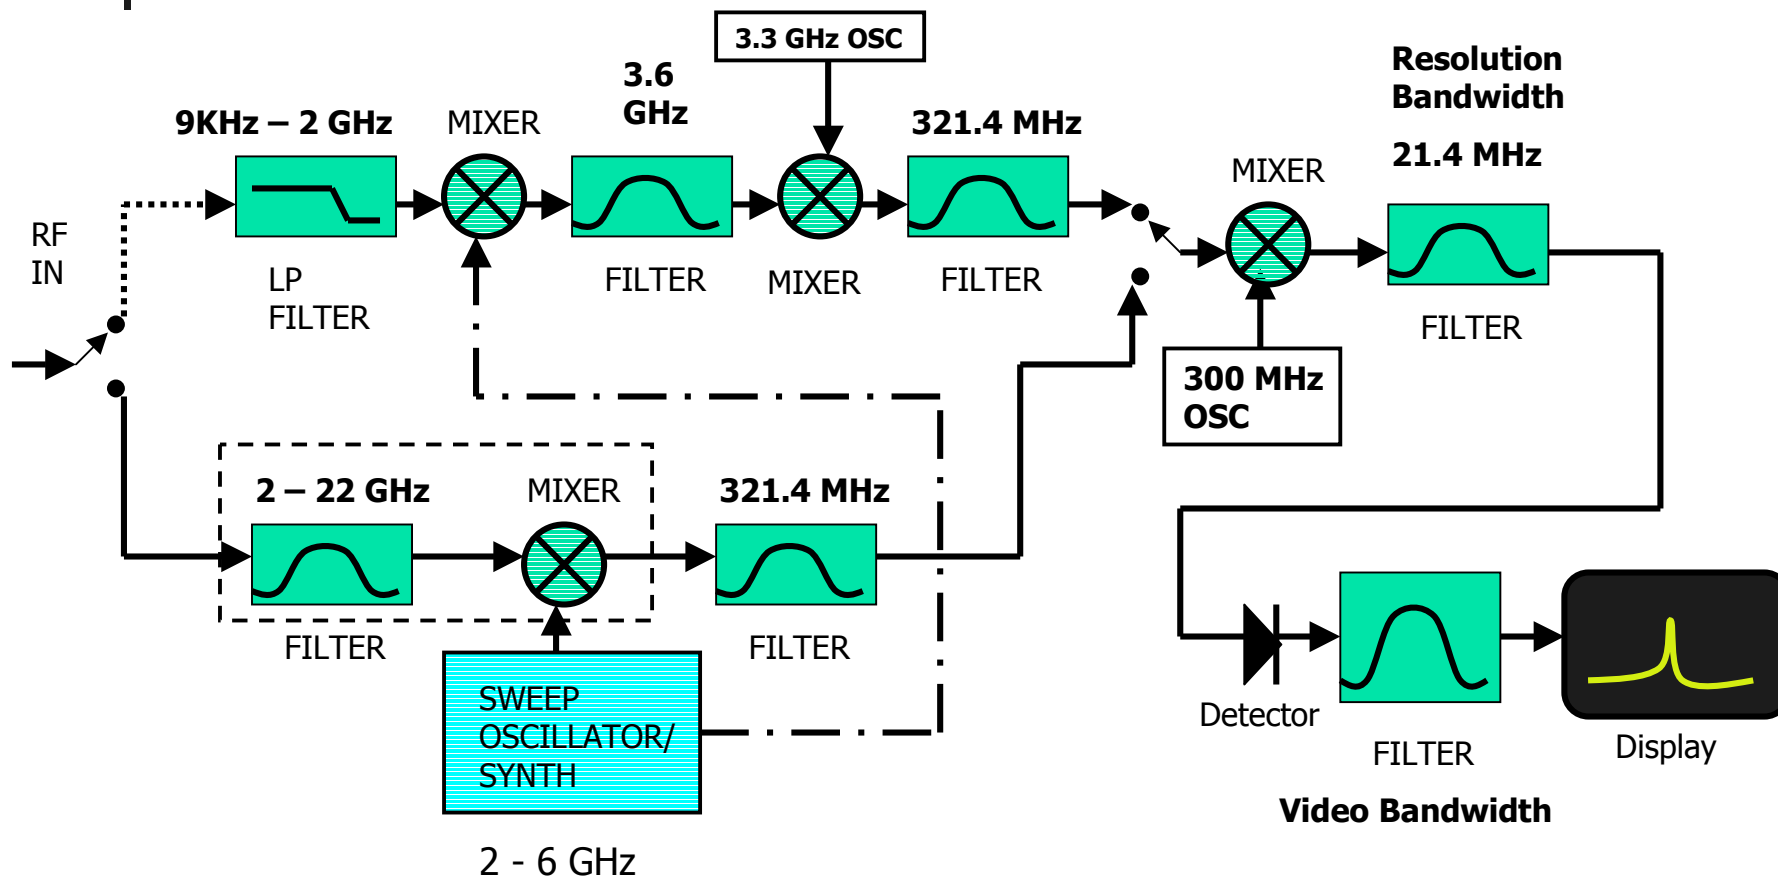 3.3 GHz OSC
Resolution
Bandwidth
3.6
GHz
9KHz – 2 GHz
MIXER
321.4 MHz
21.4 MHz
MIXER
RF
IN
LP
FILTER
FILTER
MIXER
FILTER
FILTER
300 MHz
OSC
2 – 22 GHz
MIXER
321.4 MHz
FILTER
FILTER
SWEEP
OSCILLATOR/
SYNTH
2 - 6 GHz
Detector
FILTER
Display
Video Bandwidth